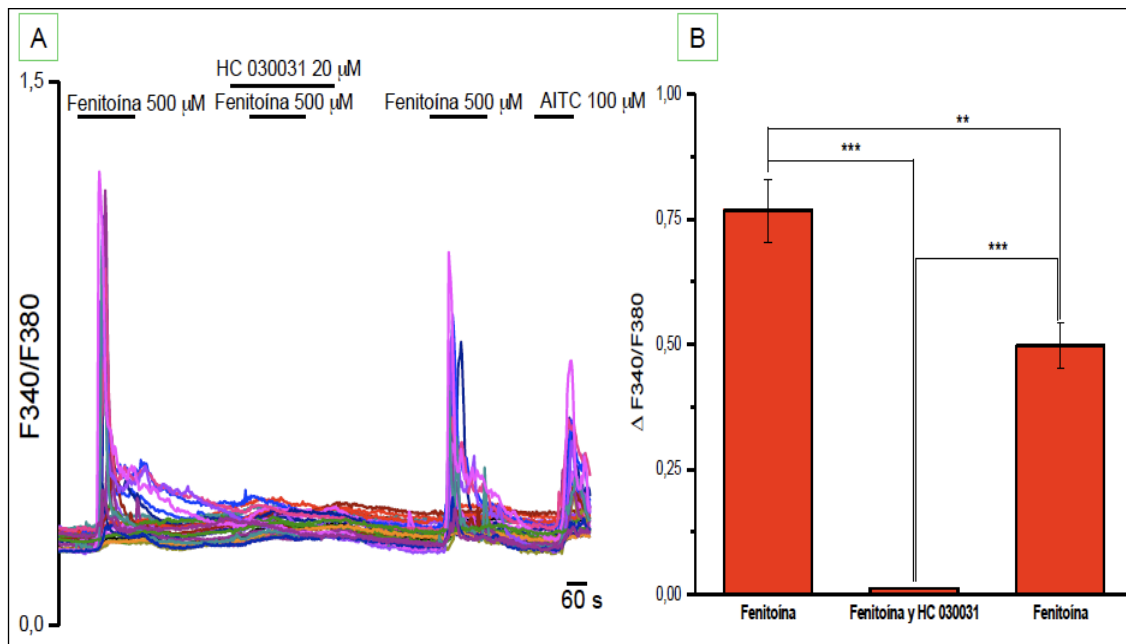 A
HC 030031 20 μM
1,5
Fenitoína 500 μM
Fenitoína 500 μM
Fenitoína 500 μM
AITC 100 μM
F340/F380
60 s
0,0
B
1,00
**
***
0,75
***
0,50
Δ F340/F380
0,25
0,00
Fenitoína
Fenitoína y HC 030031
Fenitoína